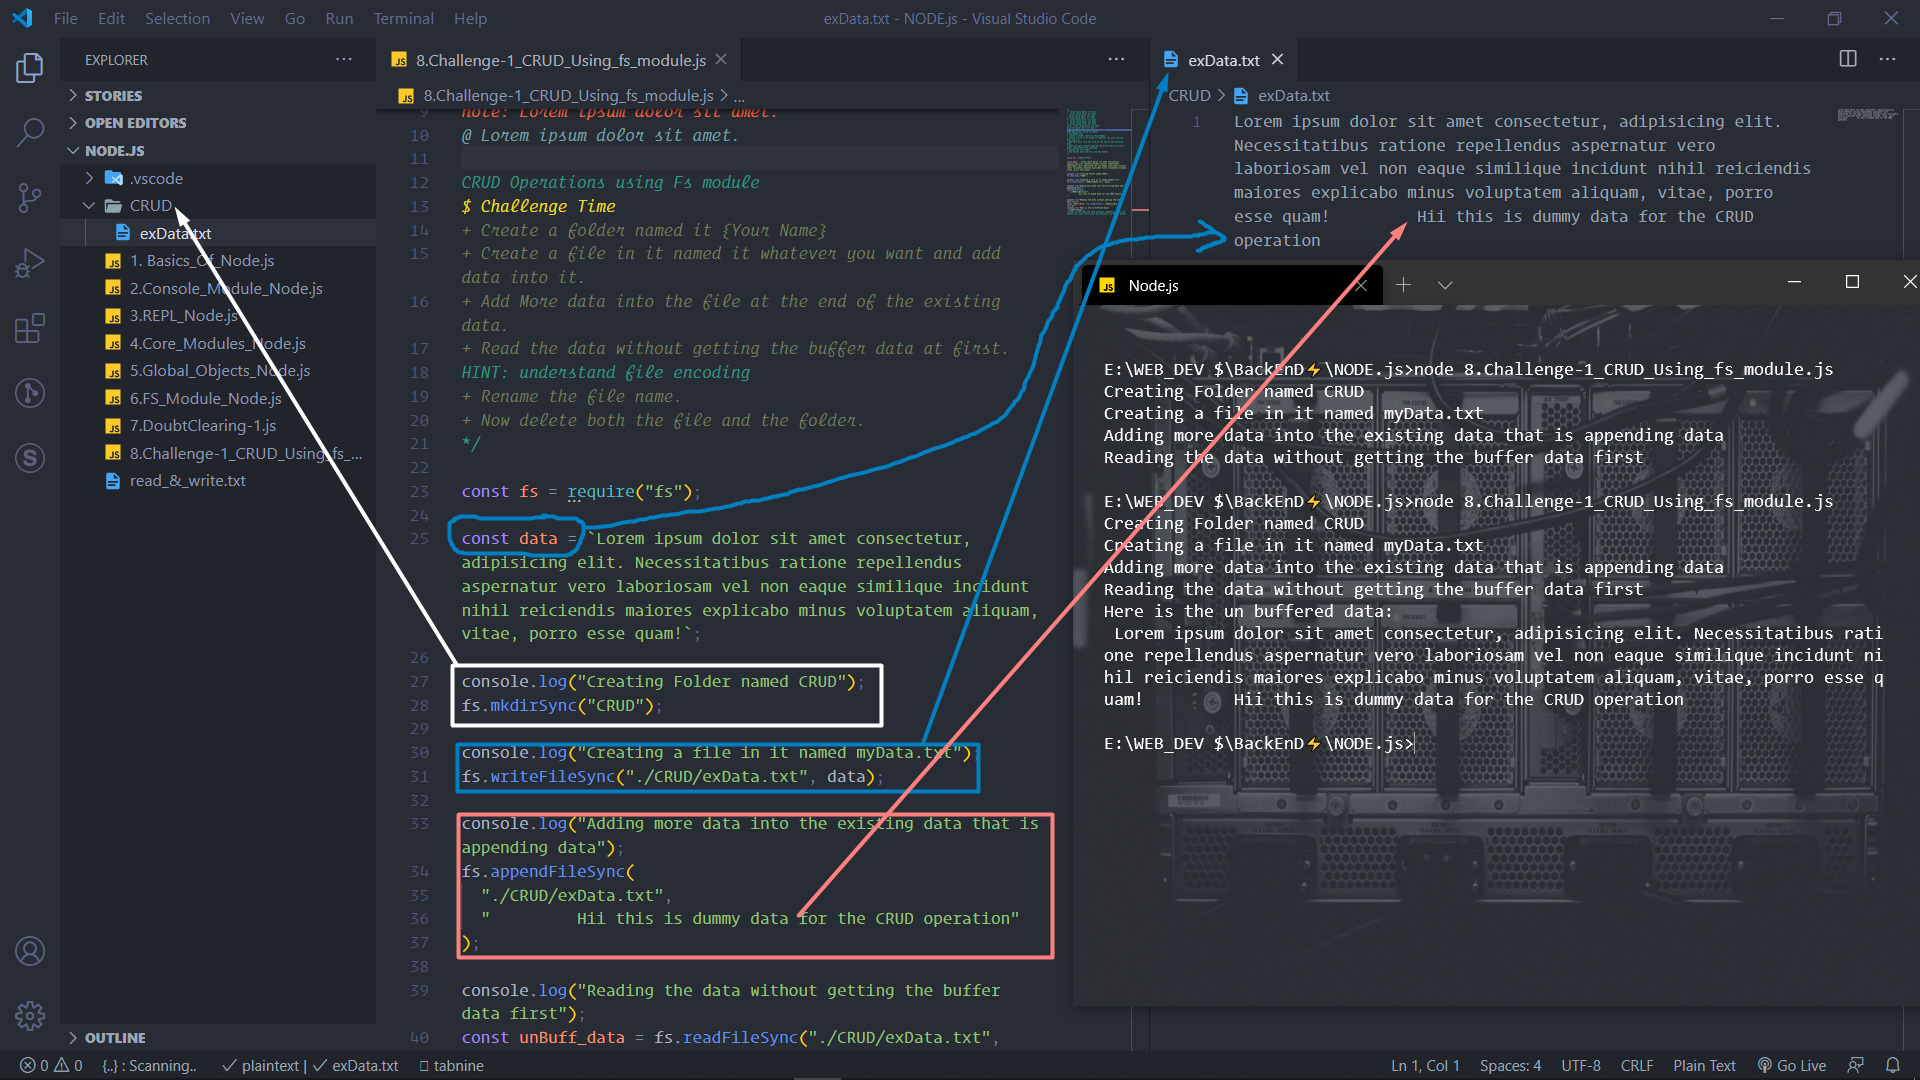 File Edit Selection View Go Run Terminal Help
exData.txt - NODE.js - Visual Studio Code
EXPLORER
STORIES
OPEN EDITORS
NODE.JS
.vscode
CRUD
exData.txt
1. Basics_Of_Node.js
2.Console_Module_Node.js
3.REPL_Node.js
4.Core_Modules_Node.js
5.Global_Objects_Node.js
6.FS_Module_Node.js
7.DoubtClearing-1.js
8.Challenge-1_CRUD_Using_fs_...
read_&_write.txt
OUTLINE
8.Challenge-1_CRUD_Using_fs_module.js
8.Challenge-1_CRUD_Using_fs_module.js > ...
9 note: Lorem ipsum dolor sit amet.
10 @ Lorem ipsum dolor sit amet.
11
12 CRUD Operations using Fs module
13 $ Challenge Time
14 + Create a folder named it {Your Name}
15 + Create a file in it named it whatever you want and add
data into it.
16 + Add More data into the file at the end of the existing
data.
17 + Read the data without getting the buffer data at first.
18 HINT: understand file encoding
19 + Rename the file name.
20 + Now delete both the file and the folder.
21 */
22
23 const fs = require("fs");
24
25 const data = `Lorem ipsum dolor sit amet consectetur,
adipisicing elit. Necessitatibus ratione repellendus
aspernatur vero laboriosam vel non eaque similique incidunt
nihil reiciendis maiores explicabo minus voluptatem aliquam,
vitae, porro esse quam!`;
26
27 console.log("Creating Folder named CRUD");
28 fs.mkdirSync("CRUD");
29
30 console.log("Creating a file in it named myData.txt")
31 fs.writeFileSync("./CRUD/exData.txt", data);
32
33 console.log("Adding more data into the existing data that is
appending data");
34 fs.appendFileSync(
35 "./CRUD/exData.txt",
36 "         Hii this is dummy data for the CRUD operation"
37 );
38
39 console.log("Reading the data without getting the buffer
data first");
40 const unBuff_data = fs.readFileSync("./CRUD/exData.txt",
exData.txt
CRUD > exData.txt
1 Lorem ipsum dolor sit amet consectetur, adipisicing elit.
Necessitatibus ratione repellendus aspernatur vero
laboriosam vel non eaque similique incidunt nihil reiciendis
maiores explicabo minus voluptatem aliquam, vitae, porro
esse quam!         Hii this is dummy data for the CRUD
operation
Node.js
E:\WEB_DEV $\BackEnD⚡\NODE.js>node 8.Challenge-1_CRUD_Using_fs_module.js
Creating Folder named CRUD
Creating a file in it named myData.txt
Adding more data into the existing data that is appending data
Reading the data without getting the buffer data first
E:\WEB_DEV $\BackEnD⚡\NODE.js>node 8.Challenge-1_CRUD_Using_fs_module.js
Creating Folder named CRUD
Creating a file in it named myData.txt
Adding more data into the existing data that is appending data
Reading the data without getting the buffer data first
Here is the un buffered data:
Lorem ipsum dolor sit amet consectetur, adipisicing elit. Necessitatibus rati
one repellendus aspernatur vero laboriosam vel non eaque similique incidunt ni
hil reiciendis maiores explicabo minus voluptatem aliquam, vitae, porro esse q
uam!         Hii this is dummy data for the CRUD operation
E:\WEB_DEV $\BackEnD⚡\NODE.js>
0 0 {..} : Scanning.. ✓ plaintext | ✓ exData.txt tabnine
Ln 1, Col 1 Spaces: 4 UTF-8 CRLF Plain Text Go Live